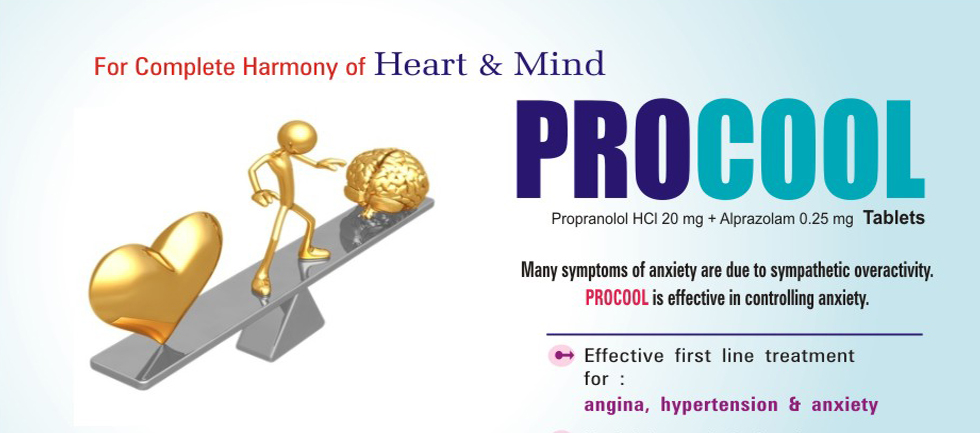 For Complete Harmony of Heart & Mind
PROCOOL
Propranolol HCl 20 mg + Alprazolam 0.25 mg Tablets
Many symptoms of anxiety are due to sympathetic overactivity.
PROCOOL is effective in controlling anxiety.
Effective first line treatment
for :
angina, hypertension & anxiety